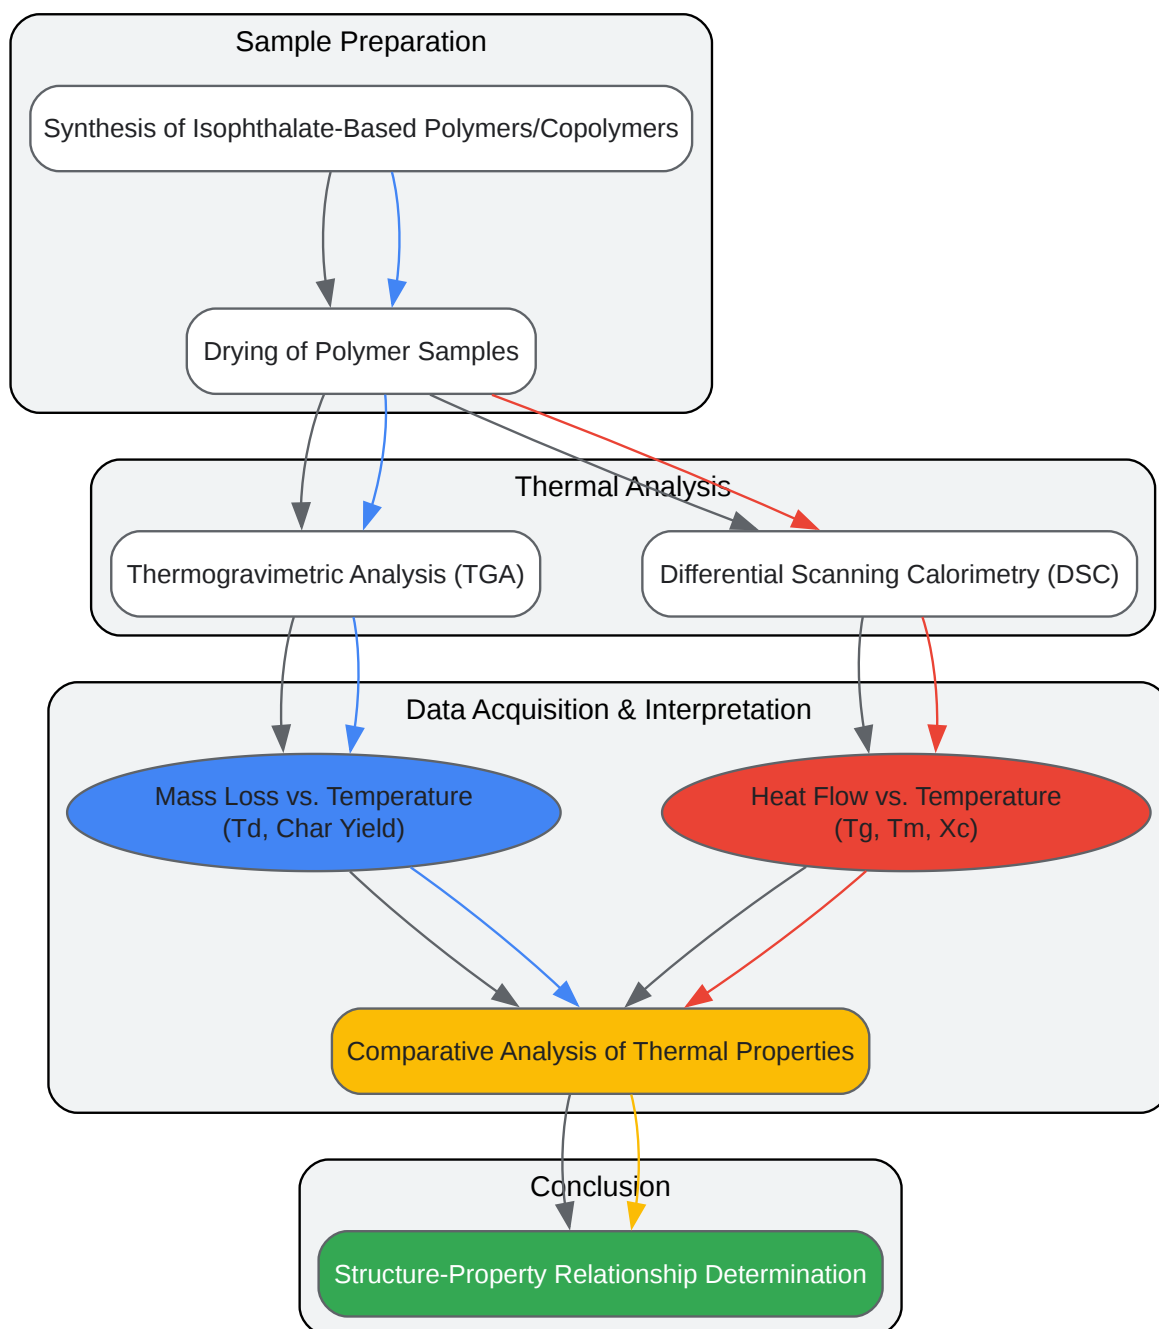 Sample Preparation
Synthesis of Isophthalate-Based Polymers/Copolymers
Drying of Polymer Samples
Thermal Analysis
Thermogravimetric Analysis (TGA)
Differential Scanning Calorimetry (DSC)
Data Acquisition & Interpretation
Mass Loss vs. Temperature
(Td, Char Yield)
Heat Flow vs. Temperature
(Tg, Tm, Xc)
Comparative Analysis of Thermal Properties
Conclusion
Structure-Property Relationship Determination